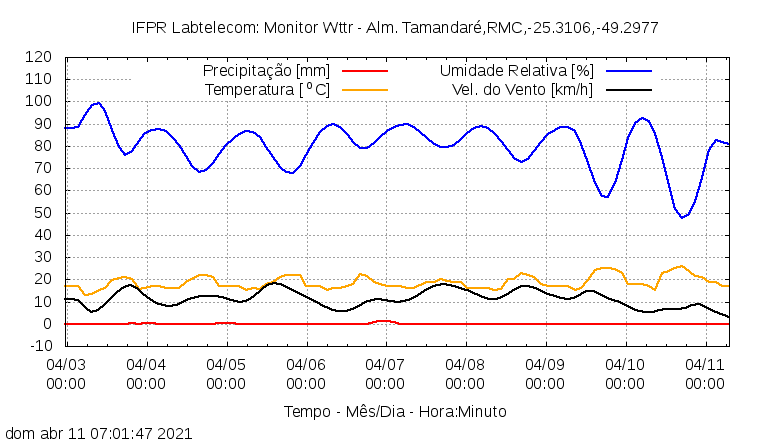 IFPR Labtelecom: Monitor Wttr - Alm. Tamandaré,RMC,-25.3106,-49.2977
Precipitação [mm]
Temperatura [⁰C]
Umidade Relativa [%]
Vel. do Vento [km/h]
120
110
100
90
80
70
60
50
40
30
20
10
0
-10
04/03 04/04 04/05 04/06 04/07 04/08 04/09 04/10 04/11
00:00 00:00 00:00 00:00 00:00 00:00 00:00 00:00 00:00
Tempo - Mês/Dia - Hora:Minuto
dom abr 11 07:01:47 2021